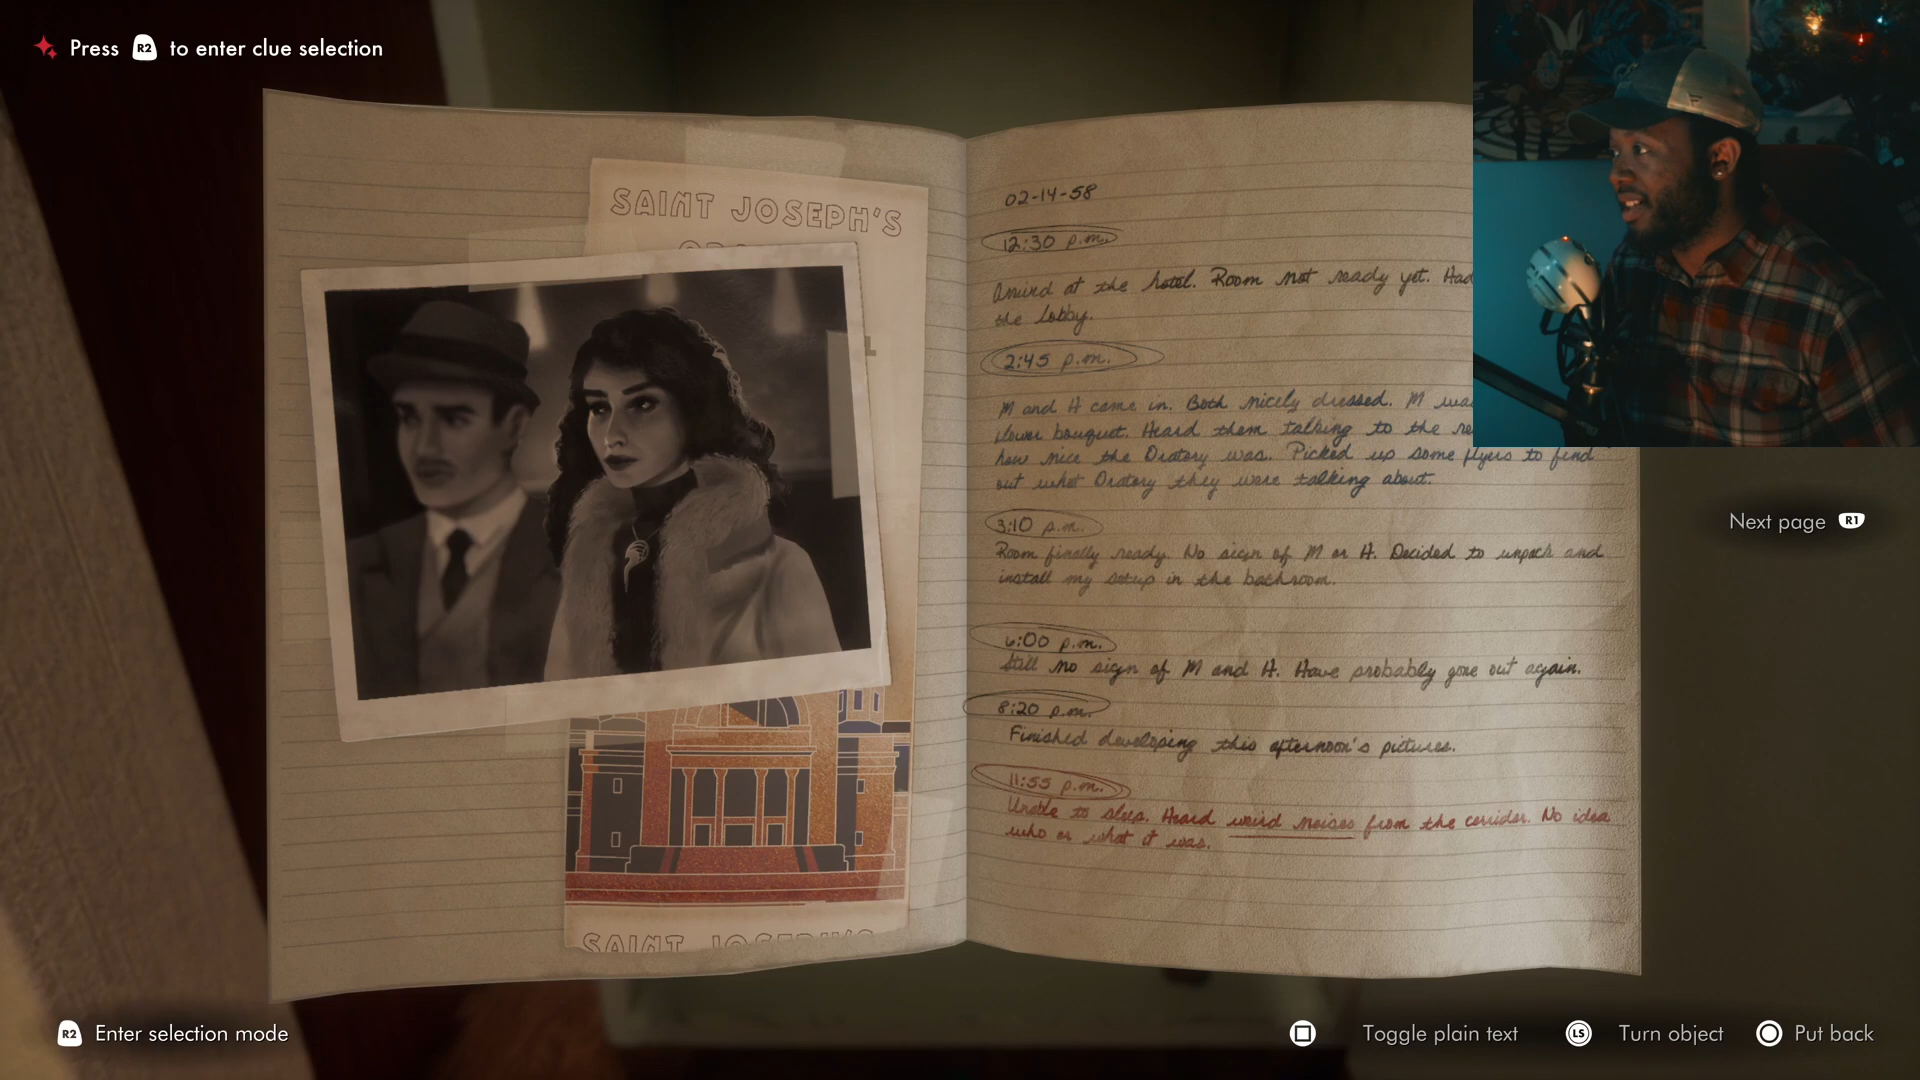 Press R2 to enter clue selection
SAINT JOSEPH'S
02-14-58
12:30 p.m.
Arrived at the hotel. Room not ready yet. Had
the lobby.
2:45 p.m.
M and H came in. Both nicely dressed. M was
flower bouquet. Heard them talking to the re
how nice the Oratory was. Picked up some flyers to find
out what Oratory they were talking about.
3:10 p.m.
Room finally ready. No sign of M or H. Decided to unpack and
install my setup in the bathroom.
6:00 p.m.
Still no sign of M and H. Have probably gone out again.
8:20 p.m.
Finished developing this afternoon's pictures.
11:55 p.m.
Unable to sleep. Heard weird noises from the corridor. No idea
who or what it was.
SAINT JOSEPH'S
Next page R1
R2 Enter selection mode
Toggle plain text
LS Turn object
Put back